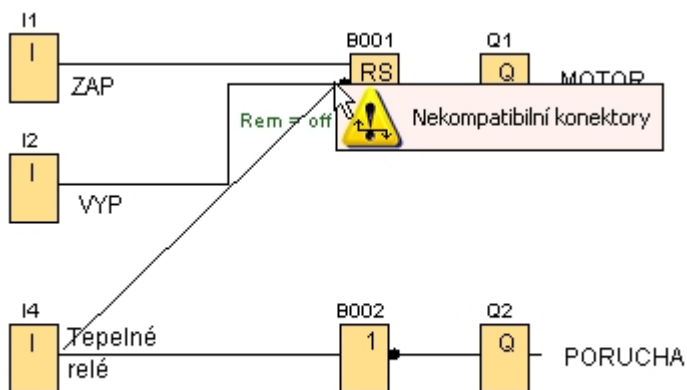 I1
I
ZAP
B001
RS
Q1
Q
MOTOR
Rem = off
Nekompatibilní konektory
I2
I
VYP
I4
I
Tepelné
relé
B002
1
Q2
Q
PORUCHA